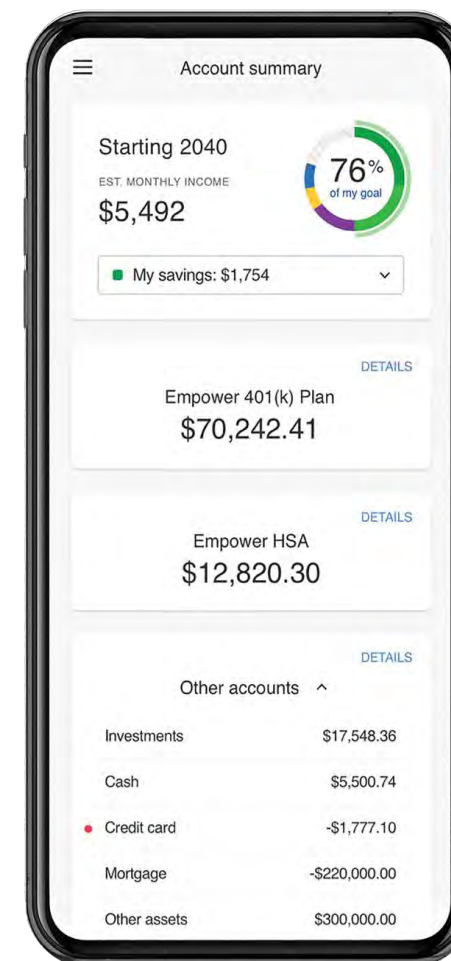 Account summary
Starting 2040
EST. MONTHLY INCOME
$5,492
76%
of my goal
My savings: $1,754
DETAILS
Empower 401(k) Plan
$70,242.41
DETAILS
Empower HSA
$12,820.30
DETAILS
Other accounts
Investments $17,548.36
Cash $5,500.74
Credit card -$1,777.10
Mortgage -$220,000.00
Other assets $300,000.00